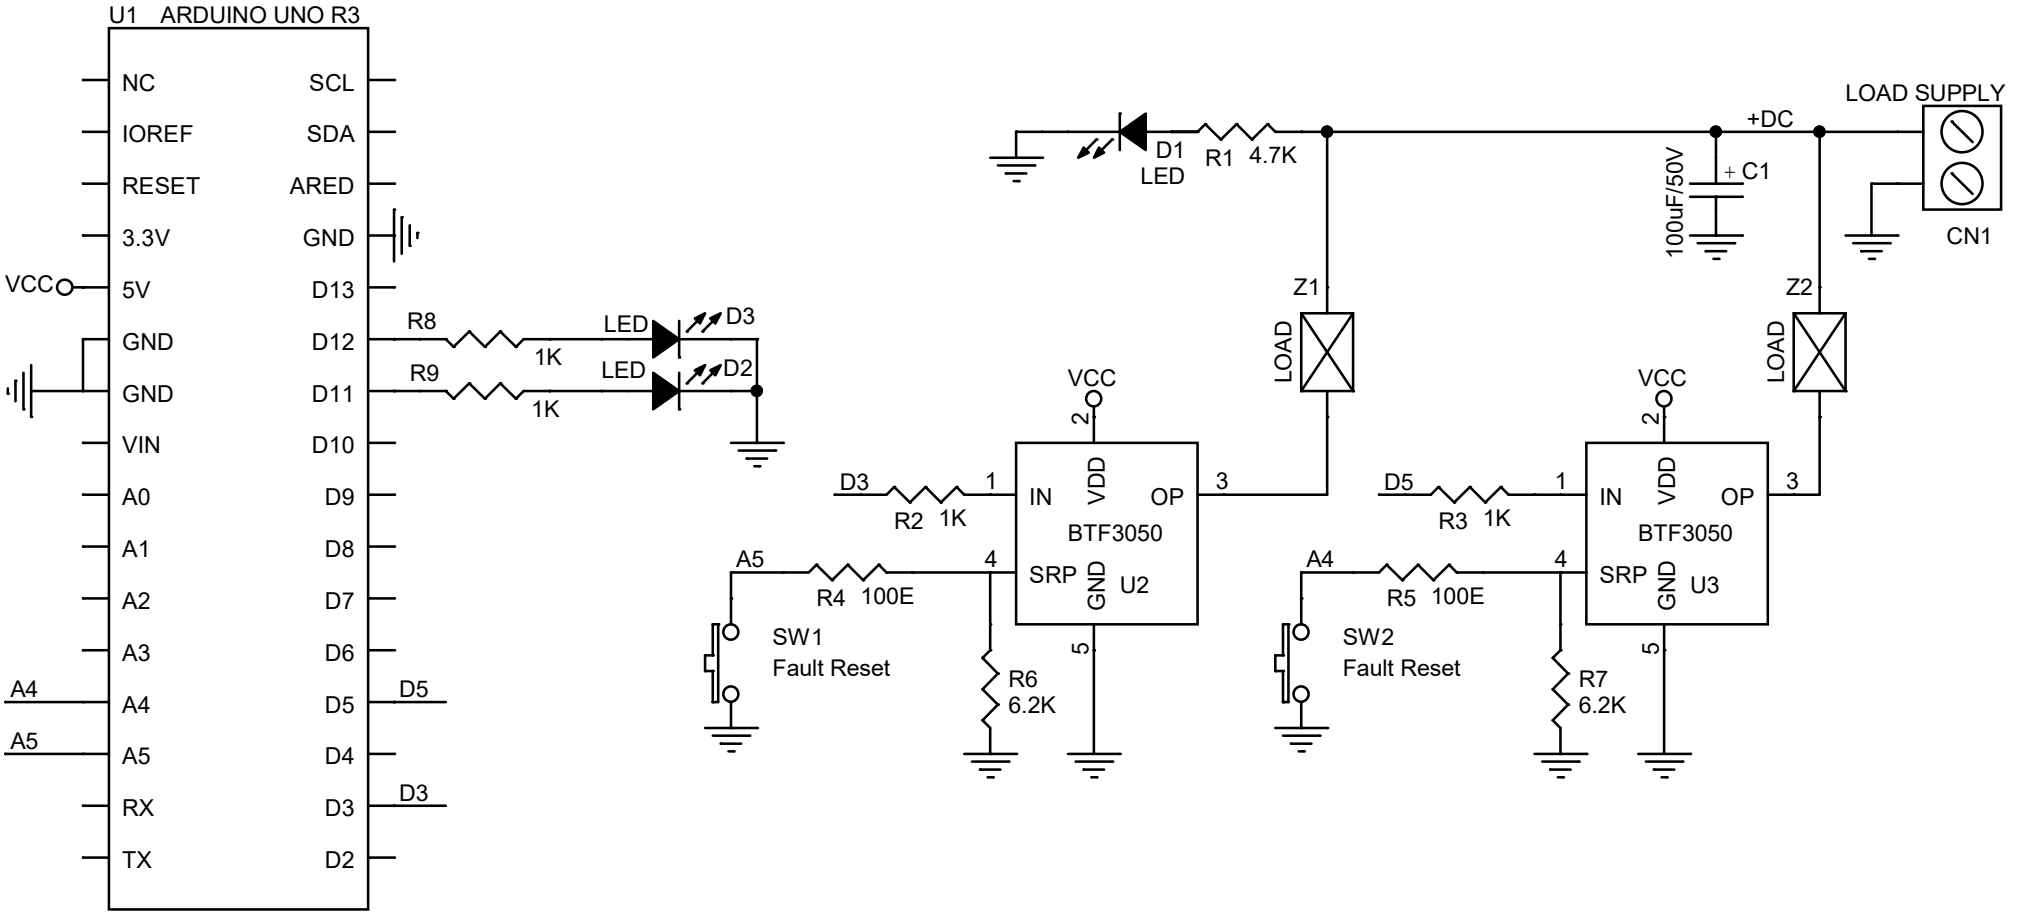 U1 ARDUINO UNO R3
NC SCL
IOREF SDA
RESET ARED
3.3V GND
VCC 5V D13
GND D12
GND D11
VIN D10
A0 D9
A1 D8
A2 D7
A3 D6
A4 A4 D5 D5
A5 A5 D4
RX D3 D3
TX D2
R8 1K LED D3
R9 1K LED D2
D1
LED
R1 4.7K
+DC
LOAD SUPPLY
CN1
100uF/50V
+ C1
Z1
LOAD
Z2
LOAD
VCC
2
D3
R2 1K
1
IN VDD OP
3
BTF3050
A5
R4 100E
4
SRP GND U2
5
SW1
Fault Reset
R6
6.2K
VCC
2
D5
R3 1K
1
IN VDD OP
3
BTF3050
A4
R5 100E
4
SRP GND U3
5
SW2
Fault Reset
R7
6.2K